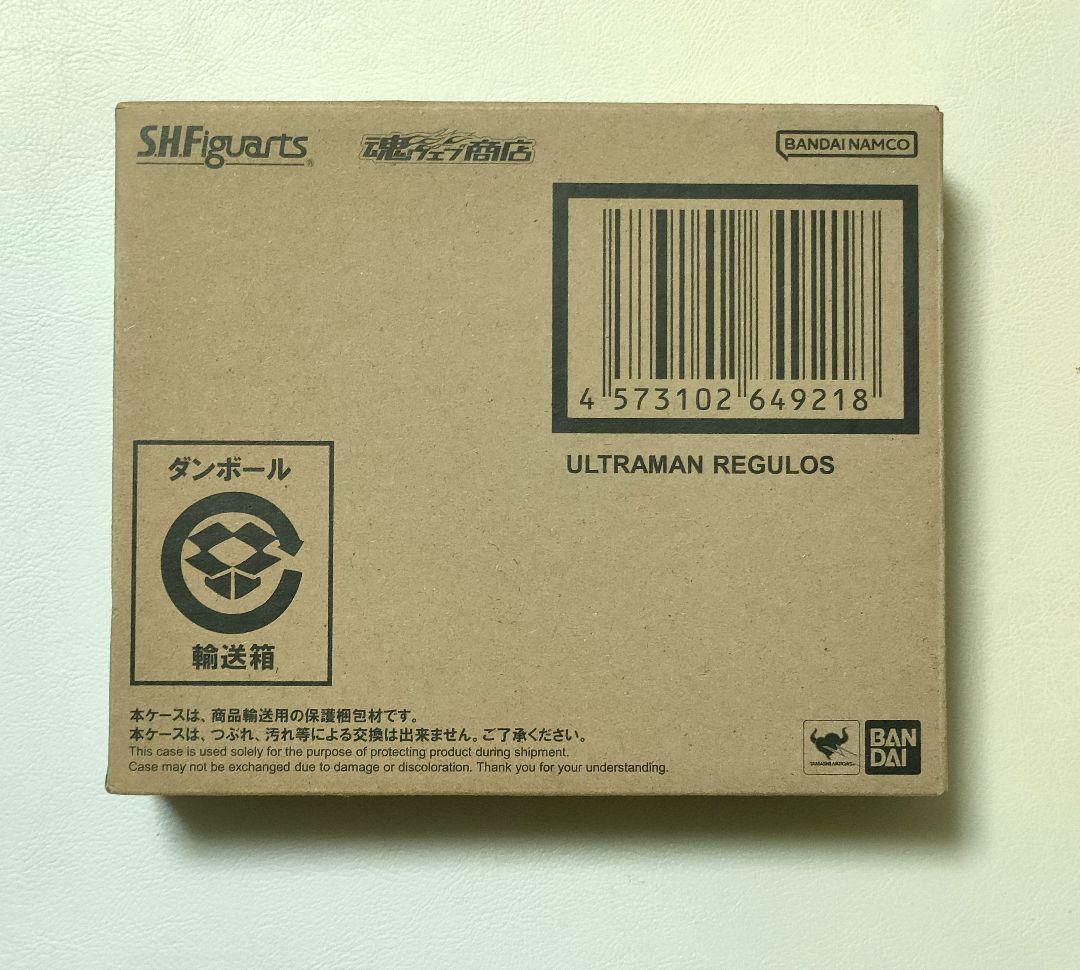 S.H.Figuarts®
魂ウェブ商店
BANDAI NAMCO
4 573102 649218
ULTRAMAN REGULOS
ダンボール
輸送箱
本ケースは、商品輸送用の保護梱包材です。
本ケースは、つぶれ、汚れ等による交換は出来ません。ご了承ください。
This case is used solely for the purpose of protecting product during shipment.
Case may not be exchanged due to damage or discoloration. Thank you for your understanding.
TAMASHII NATIONS
BAN
DAI